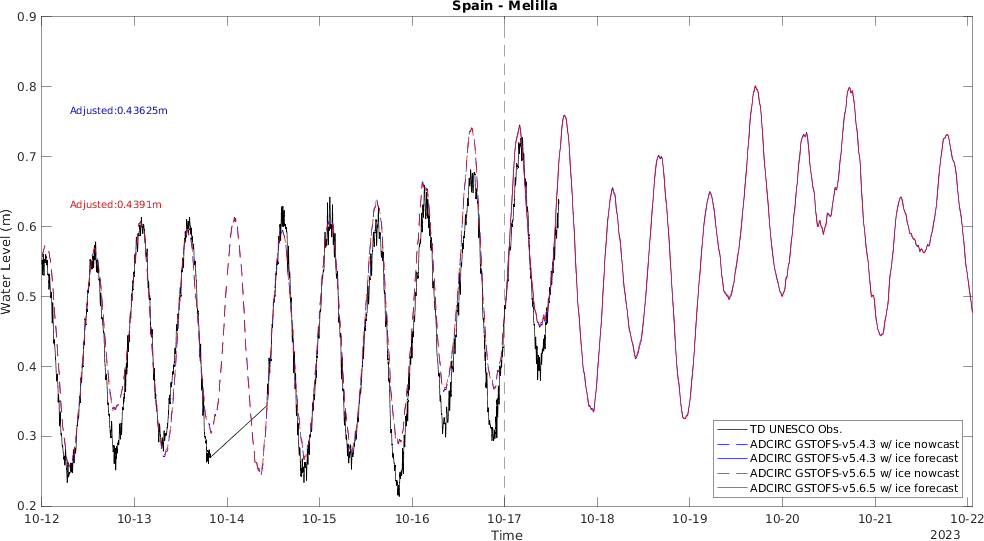 Spain - Melilla
0.9
0.8
0.7
0.6
0.5
0.4
0.3
0.2
Water Level (m)
Adjusted:0.43625m
Adjusted:0.4391m
TD UNESCO Obs.
ADCIRC GSTOFS-v5.4.3 w/ ice nowcast
ADCIRC GSTOFS-v5.4.3 w/ ice forecast
ADCIRC GSTOFS-v5.6.5 w/ ice nowcast
ADCIRC GSTOFS-v5.6.5 w/ ice forecast
10-12 10-13 10-14 10-15 10-16 10-17 10-18 10-19 10-20 10-21 10-22
Time
2023